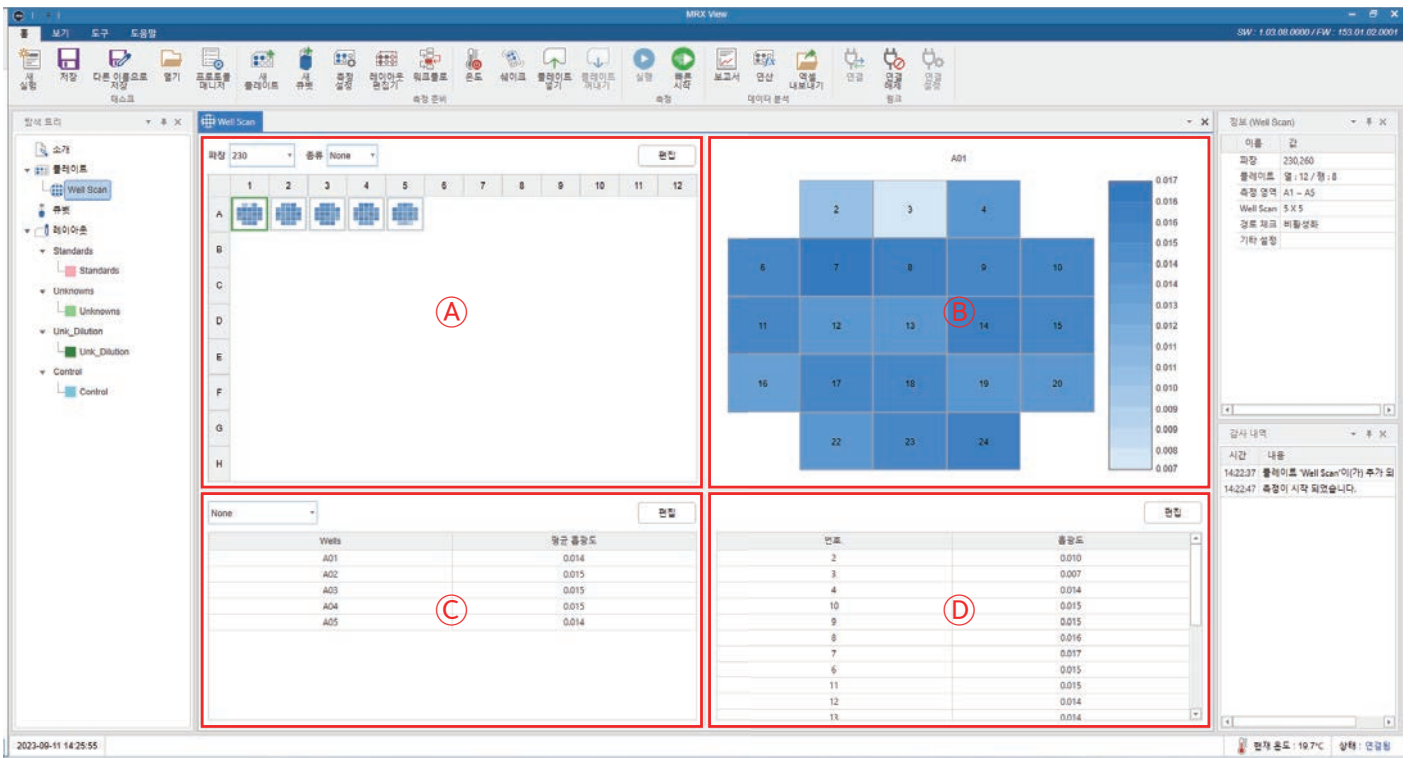 MRX View
홈 보기 도구 도움말
SW : 1.03.08.0000 / FW : 153.01.02.0001
새 실험
저장
다른 이름으로 저장
열기
프로토콜 매니저
새 플레이트
새 큐벳
측정 설정
레이아웃 편집기
워크플로
온도
쉐이크
플레이트 넣기
플레이트 꺼내기
실행
빠른 시작
보고서
연산
엑셀 내보내기
연결
연결 해제
연결 설정
태스크
측정 준비
측정
데이터 분석
링크
탐색 트리
소개
플레이트
Well Scan
큐벳
레이아웃
Standards
Standards
Unknowns
Unknowns
Unk_Dilution
Unk_Dilution
Control
Control
Well Scan
파장 230 종류 None 편집
1 2 3 4 5 6 7 8 9 10 11 12
A
B
C
D
E
F
G
H
Ⓐ
A01
2 3 4
6 7 8 9 10
11 12 13 14 15
16 17 18 19 20
22 23 24
Ⓑ
0.017
0.016
0.016
0.015
0.014
0.014
0.013
0.012
0.011
0.011
0.010
0.009
0.009
0.008
0.007
None 편집
Wells 평균 흡광도
A01 0.014
A02 0.015
A03 0.015
A04 0.015
A05 0.014
Ⓒ
편집
번호 흡광도
2 0.010
3 0.007
4 0.014
10 0.015
9 0.015
8 0.016
7 0.017
6 0.015
11 0.015
12 0.014
13 0.014
Ⓓ
정보 (Well Scan)
이름 값
파장 230,260
플레이트 열 : 12 / 행 : 8
측정 영역 A1 ~ A5
Well Scan 5 X 5
경로 체크 비활성화
기타 설정
감사 내역
시간 내용
14:22:37 플레이트 'Well Scan'이(가) 추가 되
14:22:47 측정이 시작 되었습니다.
2023-09-11 14:25:55
현재 온도 : 19.7℃ 상태 : 연결됨